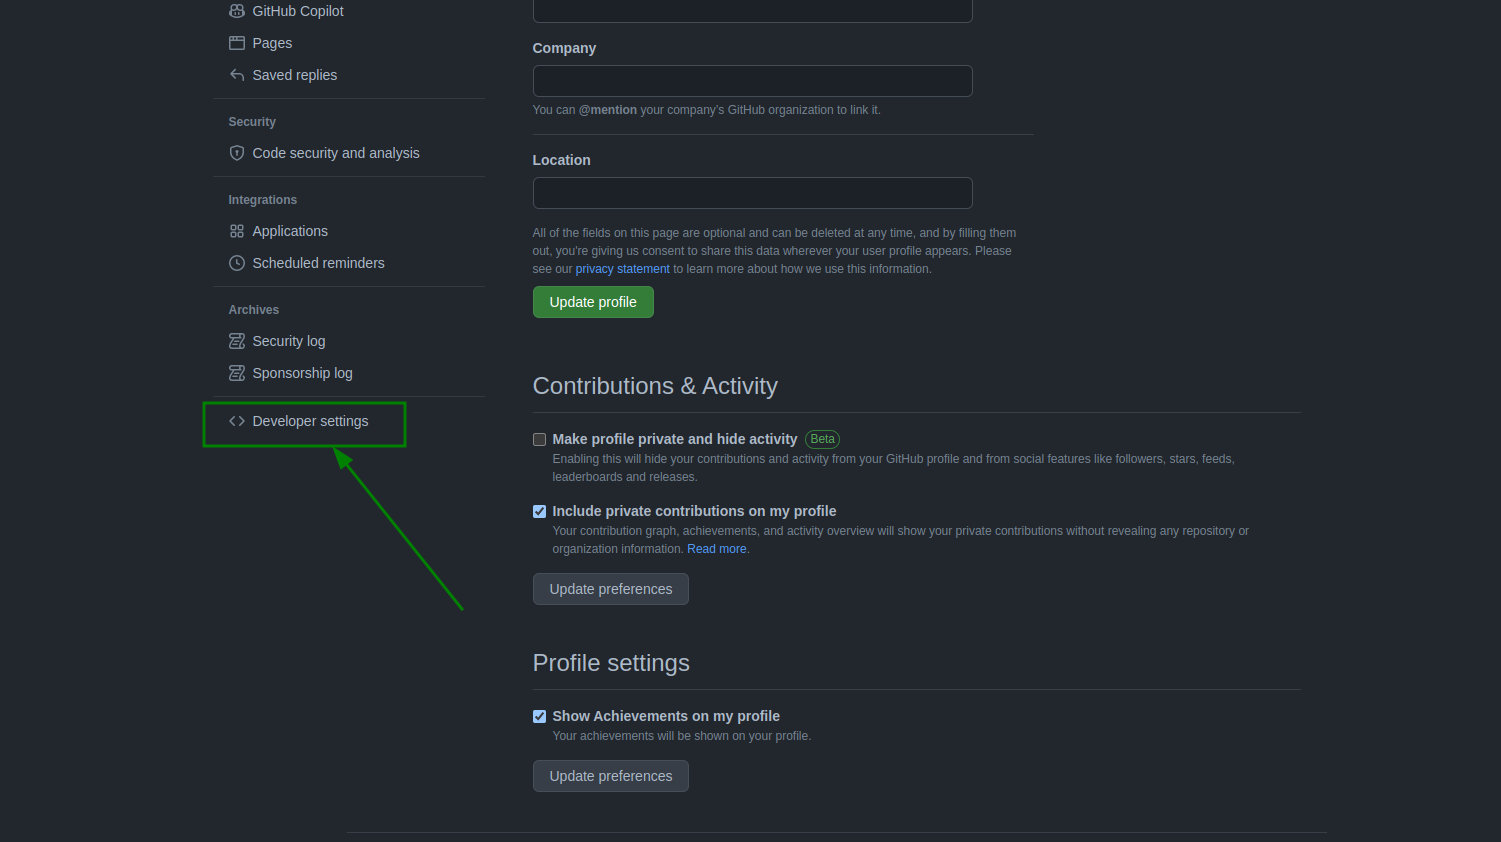 GitHub Copilot
Pages
Saved replies
Security
Code security and analysis
Integrations
Applications
Scheduled reminders
Archives
Security log
Sponsorship log
Developer settings
Company
You can @mention your company's GitHub organization to link it.
Location
All of the fields on this page are optional and can be deleted at any time, and by filling them
out, you're giving us consent to share this data wherever your user profile appears. Please
see our privacy statement to learn more about how we use this information.
Update profile
Contributions & Activity
Make profile private and hide activity Beta
Enabling this will hide your contributions and activity from your GitHub profile and from social features like followers, stars, feeds,
leaderboards and releases.
Include private contributions on my profile
Your contribution graph, achievements, and activity overview will show your private contributions without revealing any repository or
organization information. Read more.
Update preferences
Profile settings
Show Achievements on my profile
Your achievements will be shown on your profile.
Update preferences